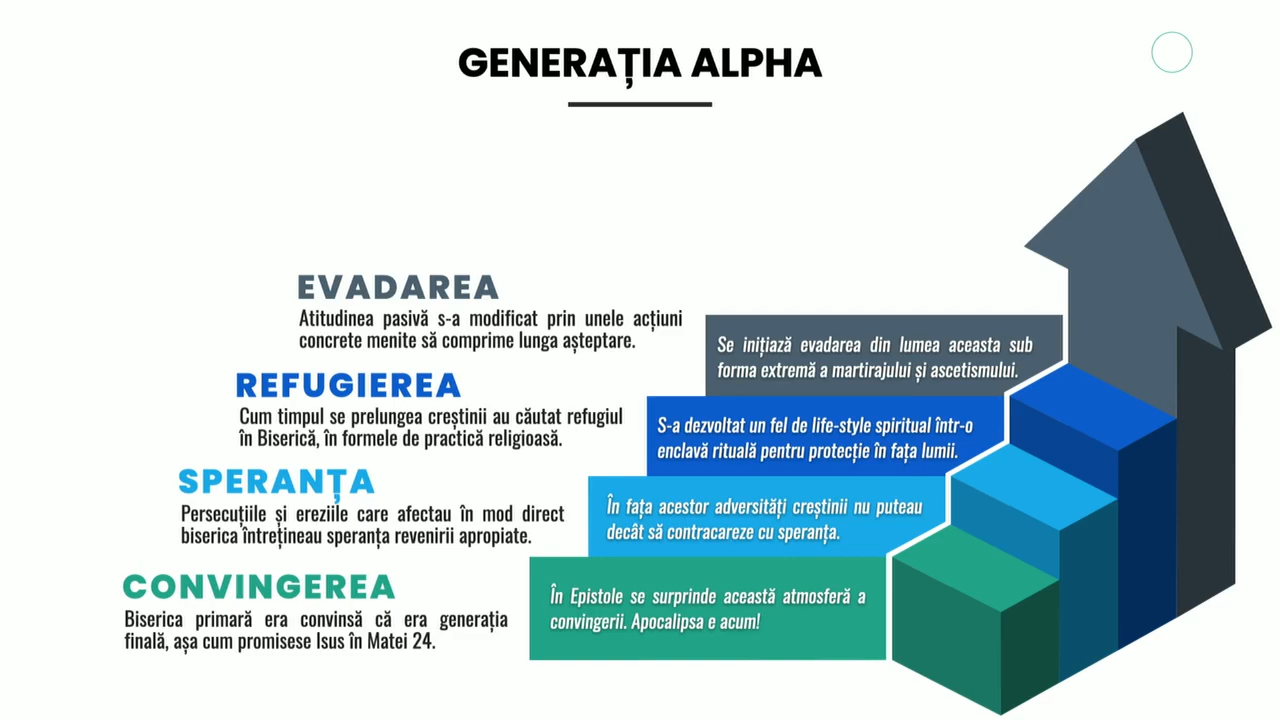 GENERAȚIA ALPHA
EVADAREA
Atitudinea pasivă s-a modificat prin unele acțiuni
concrete menite să comprime lunga așteptare.
Se inițiază evadarea din lumea aceasta sub
forma extremă a martirajului și ascetismului.
REFUGIEREA
Cum timpul se prelungea creștinii au căutat refugiul
în Biserică, în formele de practică religioasă.
S-a dezvoltat un fel de life-style spiritual într-o
enclavă rituală pentru protecție în fața lumii.
SPERANȚA
Persecuțiile și ereziile care afectau în mod direct
biserica întrețineau speranța revenirii apropiate.
În fața acestor adversități creștinii nu puteau
decât să contracareze cu speranța.
CONVINGEREA
Biserica primară era convinsă că era generația
finală, așa cum promisese Isus în Matei 24.
În Epistole se surprinde această atmosferă a
convingerii. Apocalipsa e acum!